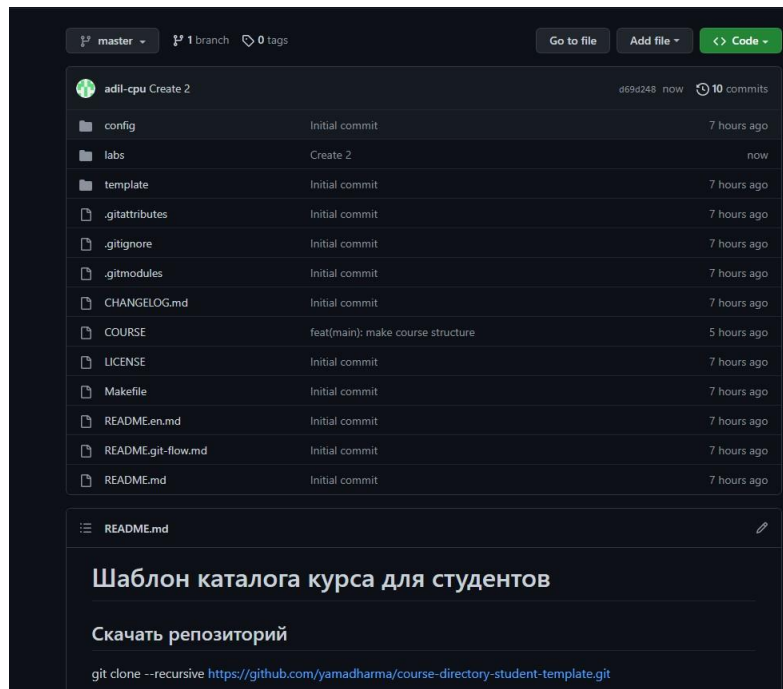 master 1 branch 0 tags Go to file Add file <> Code
adil-cpu Create 2 d69d248 now 10 commits
config Initial commit 7 hours ago
labs Create 2 now
template Initial commit 7 hours ago
.gitattributes Initial commit 7 hours ago
.gitignore Initial commit 7 hours ago
.gitmodules Initial commit 7 hours ago
CHANGELOG.md Initial commit 7 hours ago
COURSE feat(main): make course structure 5 hours ago
LICENSE Initial commit 7 hours ago
Makefile Initial commit 7 hours ago
README.en.md Initial commit 7 hours ago
README.git-flow.md Initial commit 7 hours ago
README.md Initial commit 7 hours ago
README.md
Шаблон каталога курса для студентов
Скачать репозиторий
git clone --recursive https://github.com/yamadharma/course-directory-student-template.git